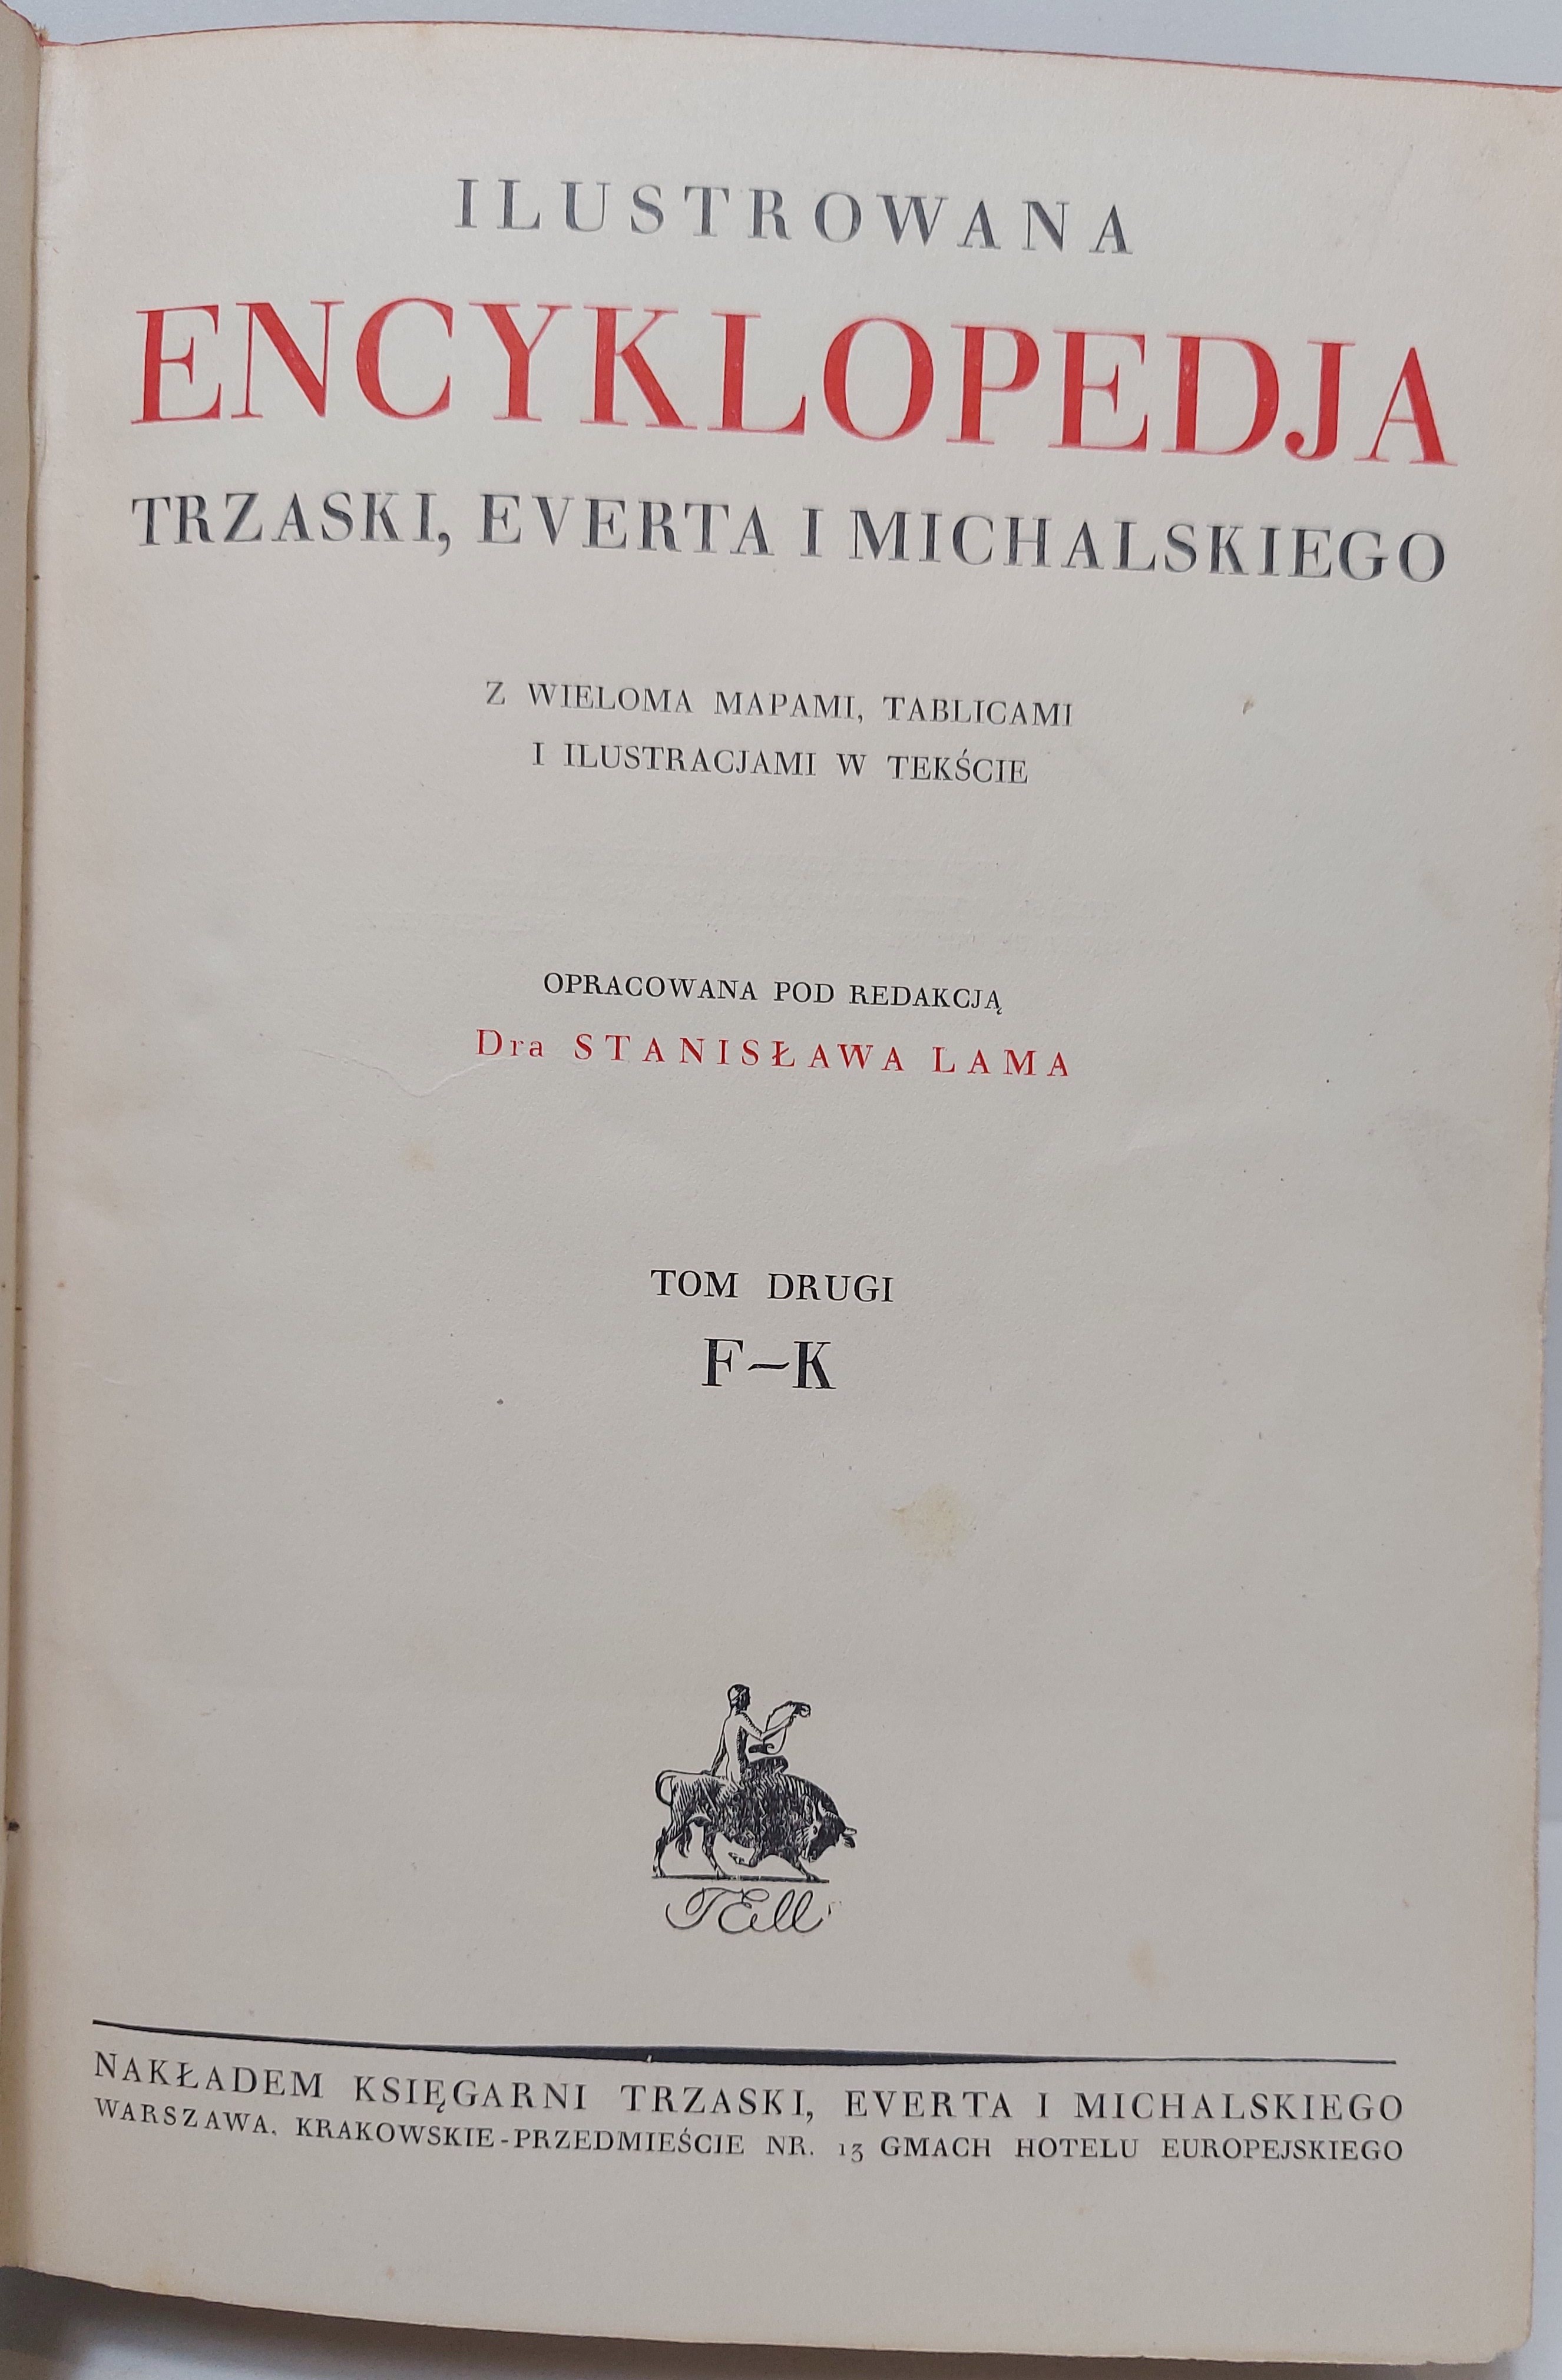 ILUSTROWANA
ENCYKLOPEDJA
TRZASKI, EVERTA I MICHALSKIEGO
Z WIELOMA MAPAMI, TABLICAMI
I ILUSTRACJAMI W TEKŚCIE
OPRACOWANA POD REDAKCJĄ
Dra STANISŁAWA LAMA
TOM DRUGI
F—K
TEM
NAKŁADEM KSIĘGARNI TRZASKI, EVERTA I MICHALSKIEGO
WARSZAWA, KRAKOWSKIE-PRZEDMIEŚCIE NR. 13 GMACH HOTELU EUROPEJSKIEGO